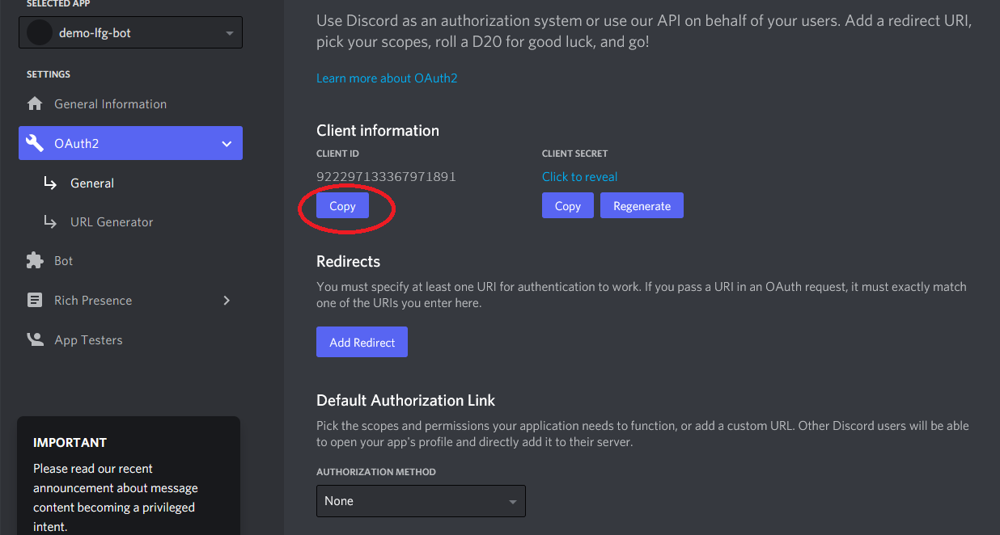 SELECTED APP
demo-lfg-bot
SETTINGS
General Information
OAuth2
General
URL Generator
Bot
Rich Presence
App Testers
IMPORTANT
Please read our recent
announcement about message
content becoming a privileged
intent.
Use Discord as an authorization system or use our API on behalf of your users. Add a redirect URI,
pick your scopes, roll a D20 for good luck, and go!
Learn more about OAuth2
Client information
CLIENT ID
922297133367971891
Copy
CLIENT SECRET
Click to reveal
Copy Regenerate
Redirects
You must specify at least one URI for authentication to work. If you pass a URI in an OAuth request, it must exactly match
one of the URIs you enter here.
Add Redirect
Default Authorization Link
Pick the scopes and permissions your application needs to function, or add a custom URL. Other Discord users will be able
to open your app's profile and directly add it to their server.
AUTHORIZATION METHOD
None